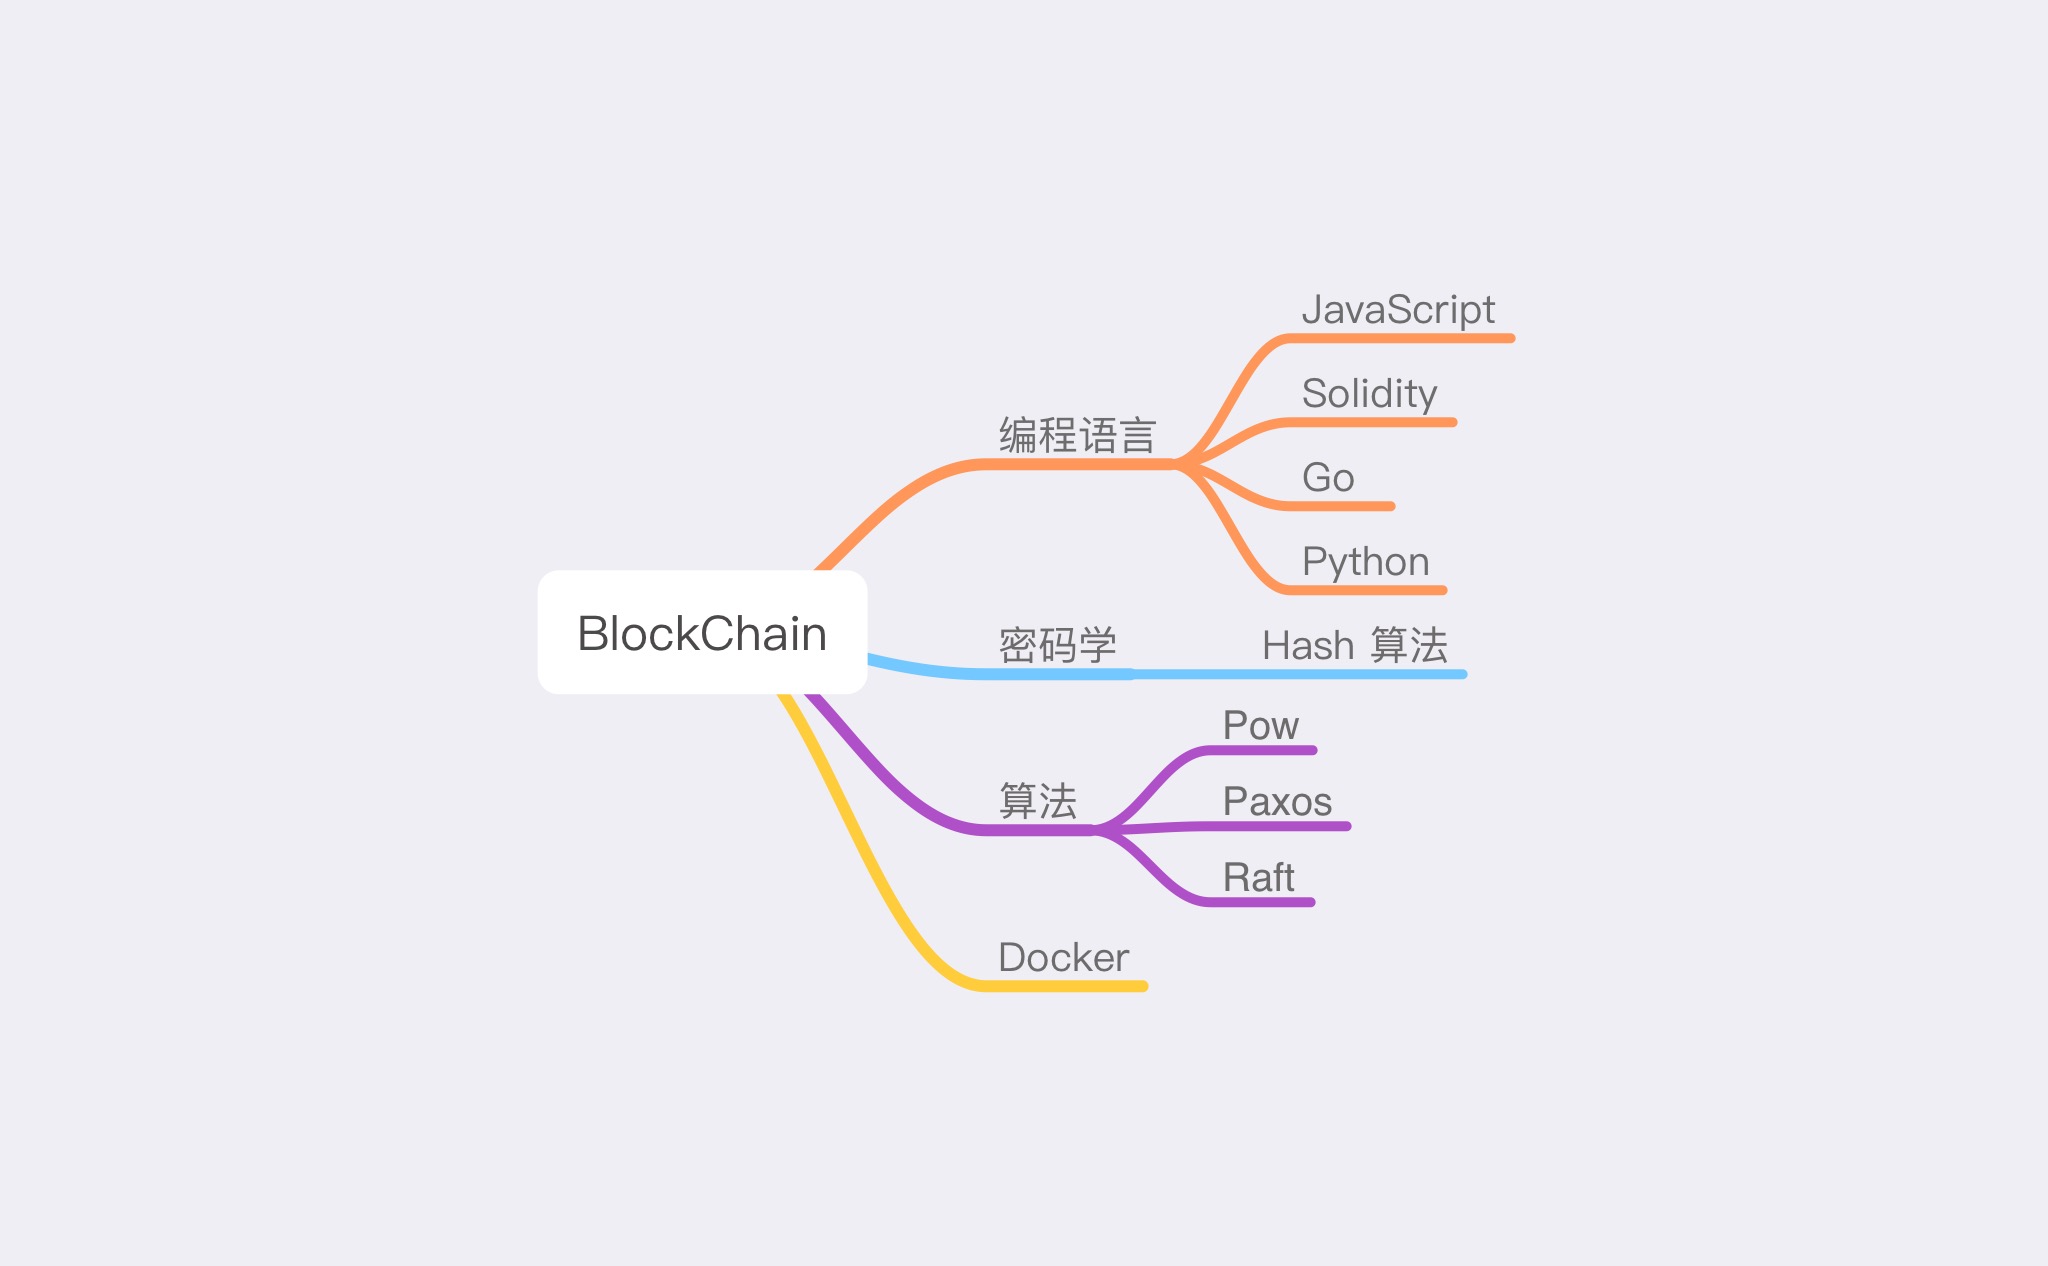 BlockChain
编程语言
JavaScript
Solidity
Go
Python
密码学
Hash 算法
算法
Pow
Paxos
Raft
Docker